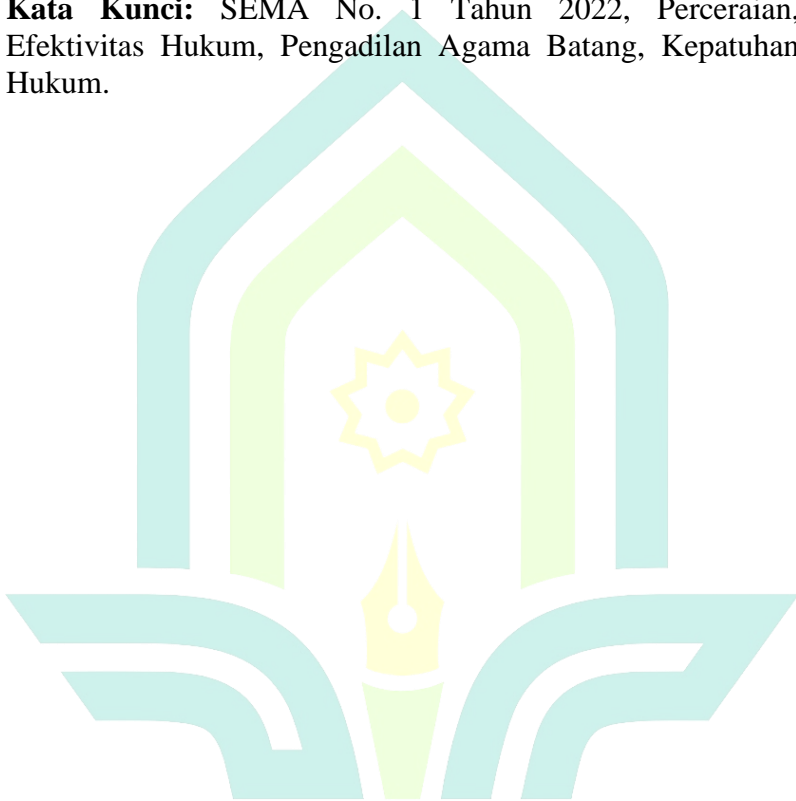 Kata Kunci: SEMA No. 1 Tahun 2022, Perceraian,
Efektivitas Hukum, Pengadilan Agama Batang, Kepatuhan
Hukum.